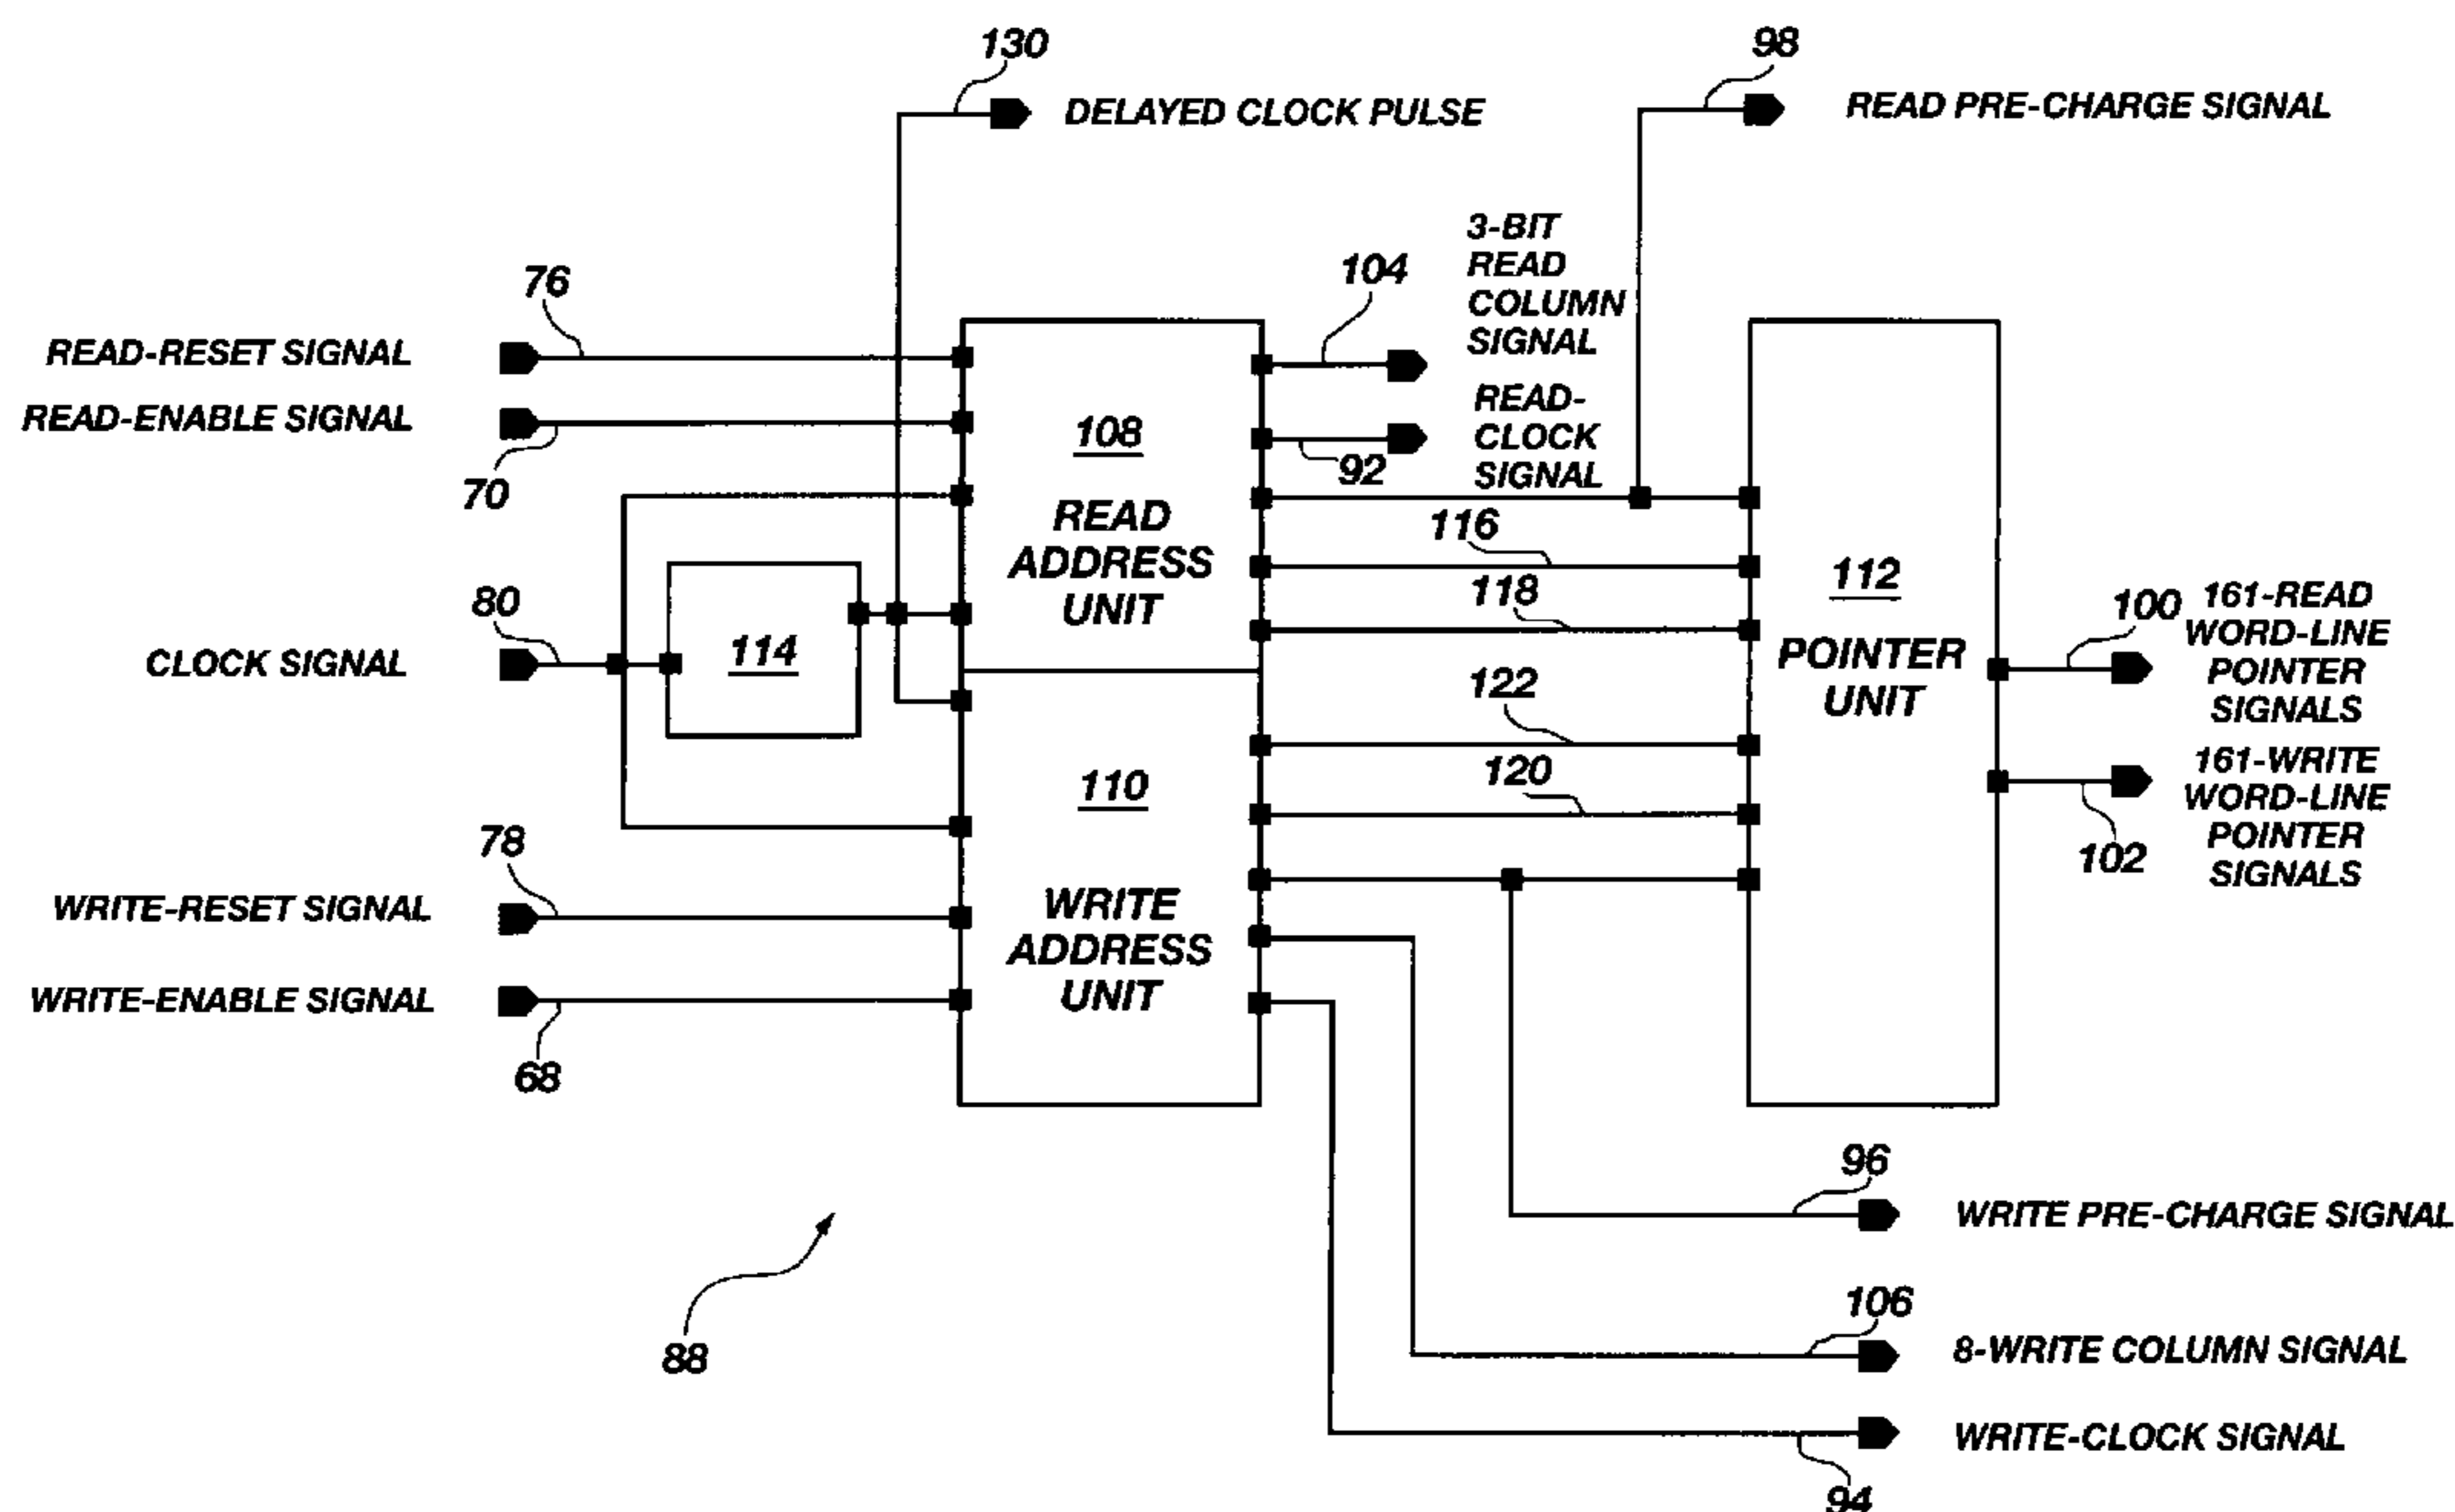 130
DELAYED CLOCK PULSE
98
READ PRE-CHARGE SIGNAL
76
READ-RESET SIGNAL
READ-ENABLE SIGNAL
70
104
3-BIT
READ
COLUMN
SIGNAL
92
READ-
CLOCK
SIGNAL
108
READ
ADDRESS
UNIT
116
118
122
120
112
POINTER
UNIT
80
CLOCK SIGNAL
114
100
161-READ
WORD-LINE
POINTER
SIGNALS
102
161-WRITE
WORD-LINE
POINTER
SIGNALS
110
WRITE
ADDRESS
UNIT
78
WRITE-RESET SIGNAL
WRITE-ENABLE SIGNAL
68
88
96
WRITE PRE-CHARGE SIGNAL
106
8-WRITE COLUMN SIGNAL
WRITE-CLOCK SIGNAL
94